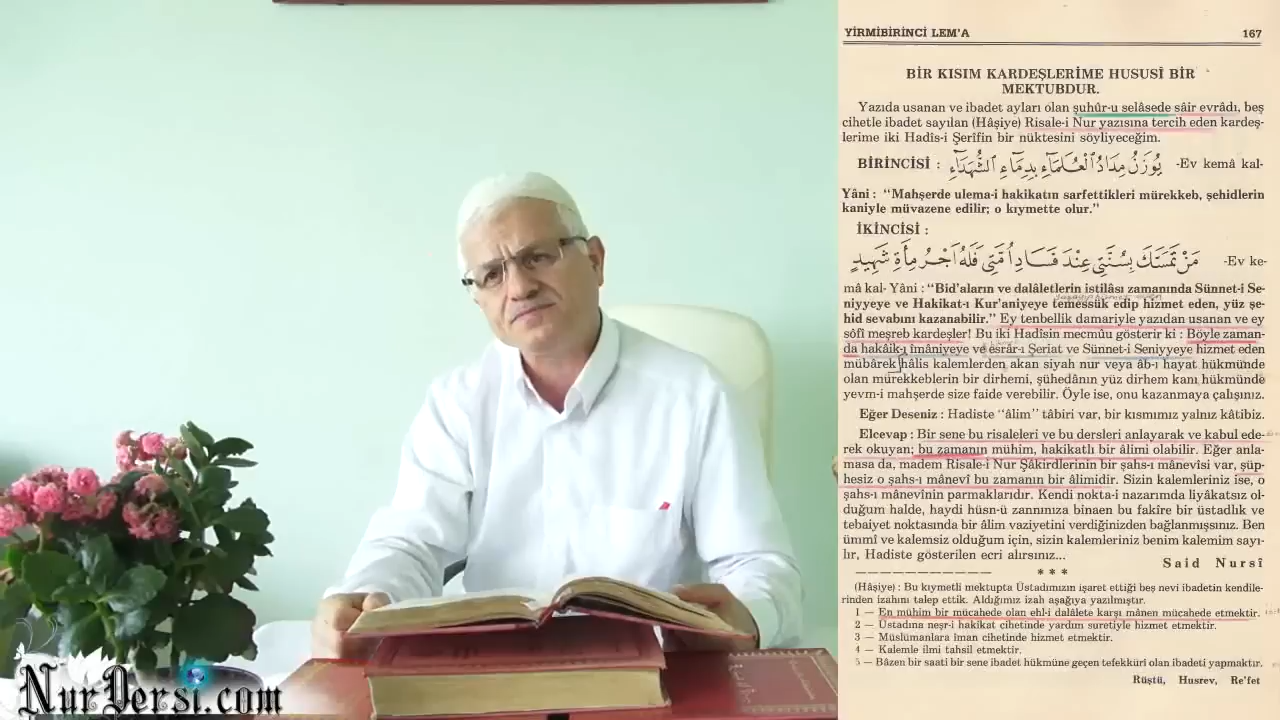 YİRMİBİRİNCİ LEM'A 167
BİR KISIM KARDEŞLERIME HUSUSÎ BİR
MEKTUBDUR.
Yazıda usanan ve ibadet ayları olan şuhûr-u selâsede sâir evrâdı, beş
cihetle ibadet sayılan (Hâşiye) Risale-i Nur yazısına tercih eden kardeş-
lerime iki Hadîs-i Şerîfin bir nüktesini söyliyeceğim.
BİRİNCİSİ : يُوزَنُ مِدَادُ الْعُلَمَاءِ بِدِمَاءِ الشُّهَدَاءِ -Ev kemâ kal-
Yâni : "Mahşerde ulema-i hakikatın sarfettikleri mürekkeb, şehidlerin
kaniyle müvazene edilir; o kıymette olur."
İKİNCİSİ :
مَنْ تَمَسَّكَ بِسُنَّتِى عِنْدَ فَسَادِ اُمَّتِى فَلَهُ اَجْرُ مِأَةِ شَهِيدٍ -Ev ke-
mâ kal- Yâni : "Bid'aların ve dalâletlerin istilâsı zamanında Sünnet-i Se-
niyyeye ve Hakikat-ı Kur'aniyeye temessük edip hizmet eden, yüz şe-
hid sevabını kazanabilir." Ey tenbellik damariyle yazıdan usanan ve ey
sôfî meşreb kardeşler! Bu iki Hadîsin mecmûu gösterir ki : Böyle zaman-
da hakâik-ı îmâniyeye ve esrâr-ı Şeriat ve Sünnet-i Seniyyeye hizmet eden
mübârek hâlis kalemlerden akan siyah nur veya âb-ı hayat hükmünde
olan mürekkeblerin bir dirhemi, şühedânın yüz dirhem kanı hükmünde
yevm-i mahşerde size faide verebilir. Öyle ise, onu kazanmaya çalışınız.
Eğer Deseniz : Hadiste "âlim" tâbiri var, bir kısmımız yalnız kâtibiz.
Elcevap : Bir sene bu risaleleri ve bu dersleri anlayarak ve kabul ede-
rek okuyan; bu zamanın mühim, hakikatlı bir âlimi olabilir. Eğer anla-
masa da, madem Risale-i Nur Şâkirdlerinin bir şahs-ı mânevîsi var, şüp-
hesiz o şahs-ı mânevî bu zamanın bir âlimidir. Sizin kalemleriniz ise, o
şahs-ı mânevînin parmaklarıdır. Kendi nokta-i nazarımda liyâkatsız ol-
duğum halde, haydi hüsn-ü zannınıza binaen bu fakîre bir üstadlık ve
tebaiyet noktasında bir âlim vaziyetini verdiğinizden bağlanmışsınız. Ben
ümmî ve kalemsiz olduğum için, sizin kalemleriniz benim kalemim sayı-
lır, Hadiste gösterilen ecri alırsınız...
Said Nursî
* * *
(Hâşiye) : Bu kıymetli mektupta Üstadımızın işaret ettiği beş nevi ibadetin kendile-
rinden izahını talep ettik. Aldığımız izah aşağıya yazılmıştır.
1 — En mühim bir mücahede olan ehl-i dalâlete karşı mânen mücahede etmektir.
2 — Üstadına neşr-i hakikat cihetinde yardım suretiyle hizmet etmektir.
3 — Müslümanlara iman cihetinde hizmet etmektir.
4 — Kalemle ilmi tahsil etmektir.
5 — Bâzen bir saati bir sene ibadet hükmüne geçen tefekkürî olan ibadeti yapmaktır.
Rüştü, Husrev, Re'fet
NurDersi.com